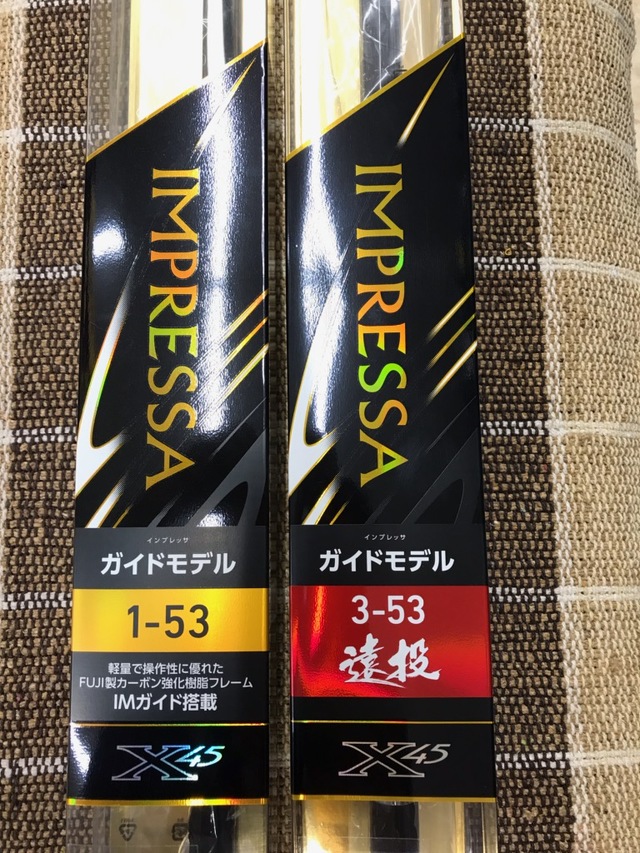 IMPRESSA
インプレッサ
ガイドモデル
1-53
軽量で操作性に優れた
FUJI製カーボン強化樹脂フレーム
IMガイド搭載
X45
IMPRESSA
インプレッサ
ガイドモデル
3-53
遠投
X45